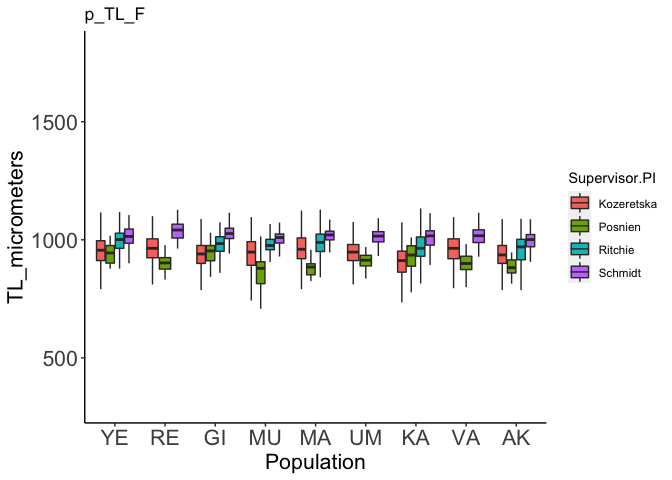 p_TL_F
TL_micrometers
1500
1000
500
YE RE GI MU MA UM KA VA AK
Population
Supervisor.PI
Kozeretska
Posnien
Ritchie
Schmidt